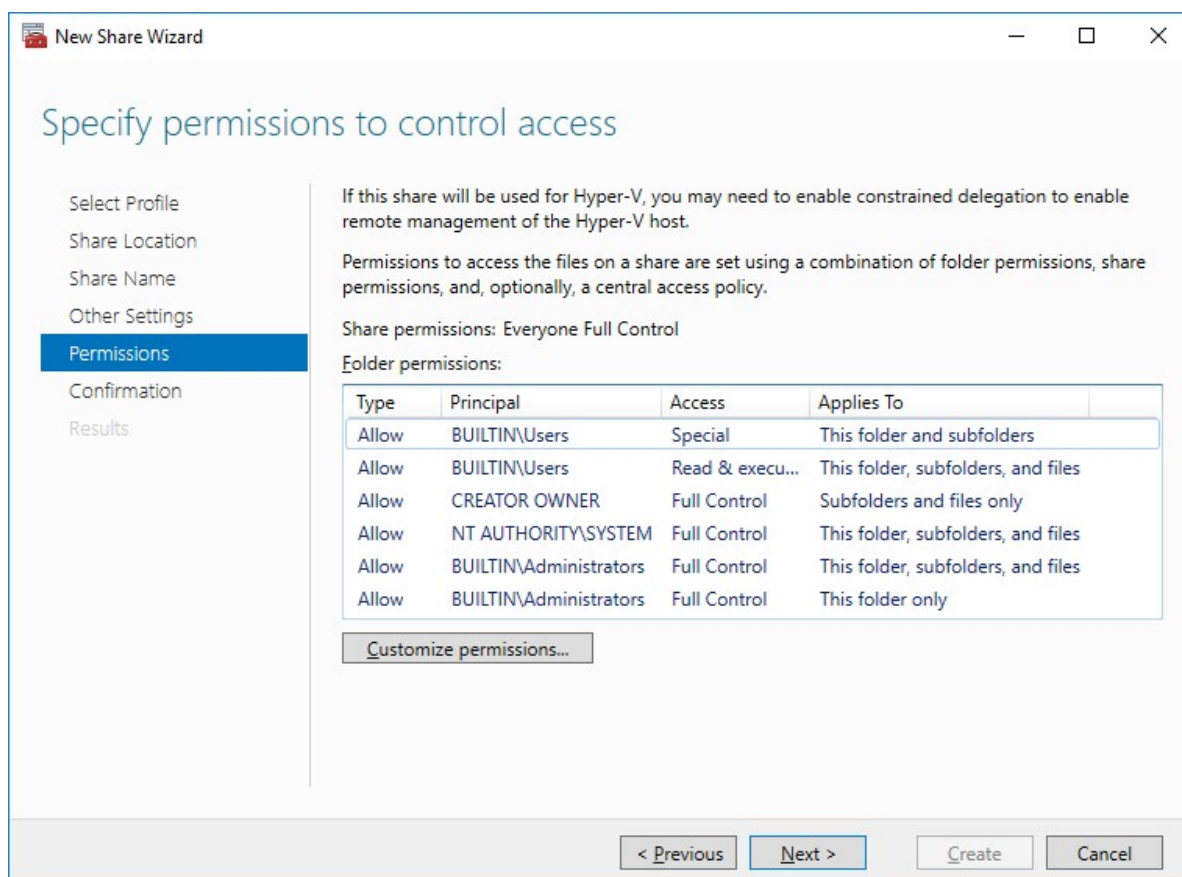 New Share Wizard
Specify permissions to control access
Select Profile
Share Location
Share Name
Other Settings
Permissions
Confirmation
Results
If this share will be used for Hyper-V, you may need to enable constrained delegation to enable
remote management of the Hyper-V host.
Permissions to access the files on a share are set using a combination of folder permissions, share
permissions, and, optionally, a central access policy.
Share permissions: Everyone Full Control
Folder permissions:
Type Principal Access Applies To
Allow BUILTIN\Users Special This folder and subfolders
Allow BUILTIN\Users Read & execu... This folder, subfolders, and files
Allow CREATOR OWNER Full Control Subfolders and files only
Allow NT AUTHORITY\SYSTEM Full Control This folder, subfolders, and files
Allow BUILTIN\Administrators Full Control This folder, subfolders, and files
Allow BUILTIN\Administrators Full Control This folder only
Customize permissions...
< Previous Next > Create Cancel